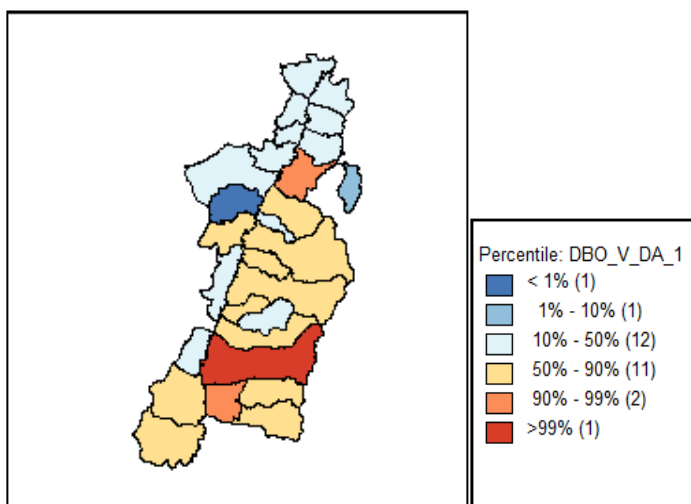 Percentile: DBO_V_DA_1
< 1% (1)
1% - 10% (1)
10% - 50% (12)
50% - 90% (11)
90% - 99% (2)
>99% (1)